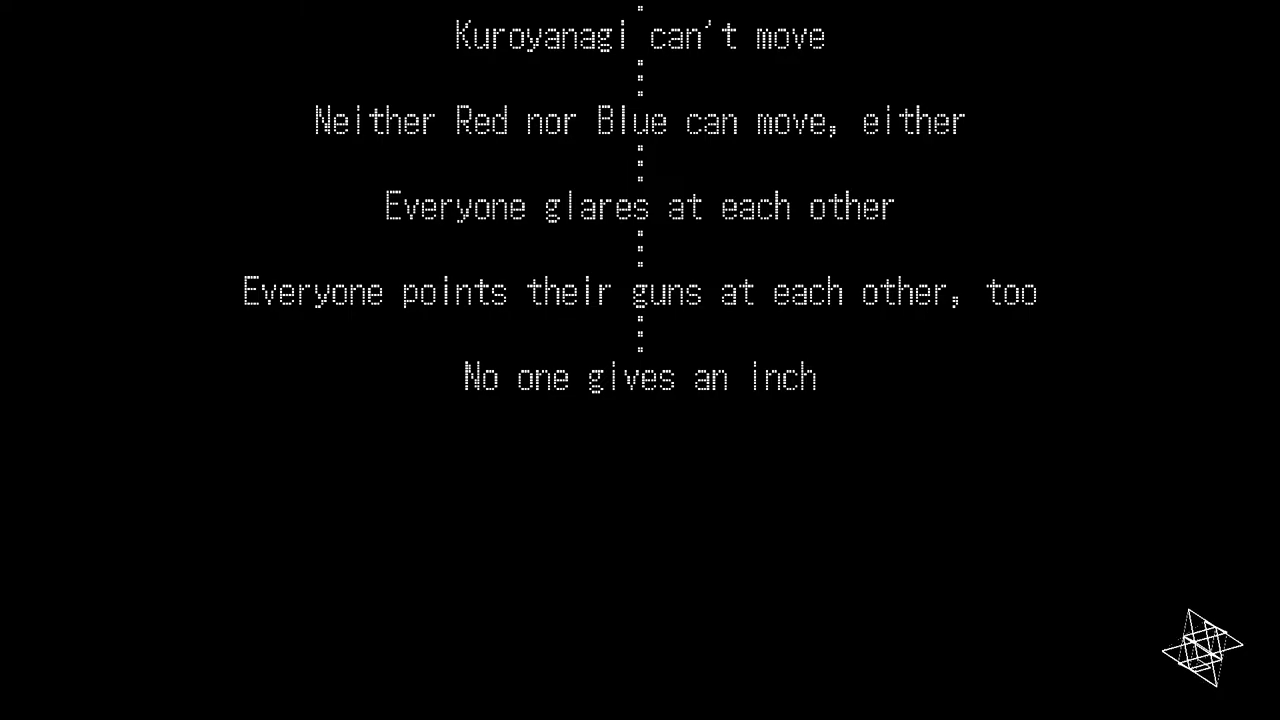 Kuroyanagi can't move
Neither Red nor Blue can move, either
Everyone glares at each other
Everyone points their guns at each other, too
No one gives an inch